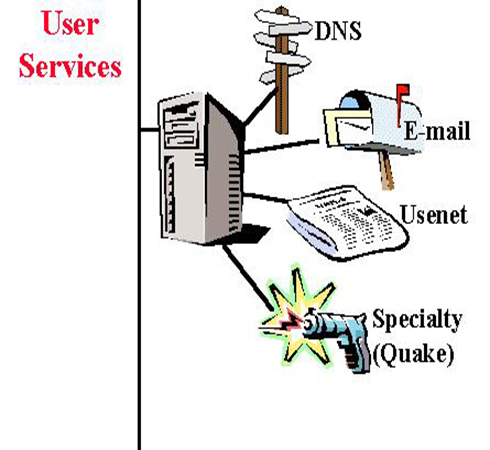 User
Services
DNS
E-mail
Usenet
Specialty
(Quake)